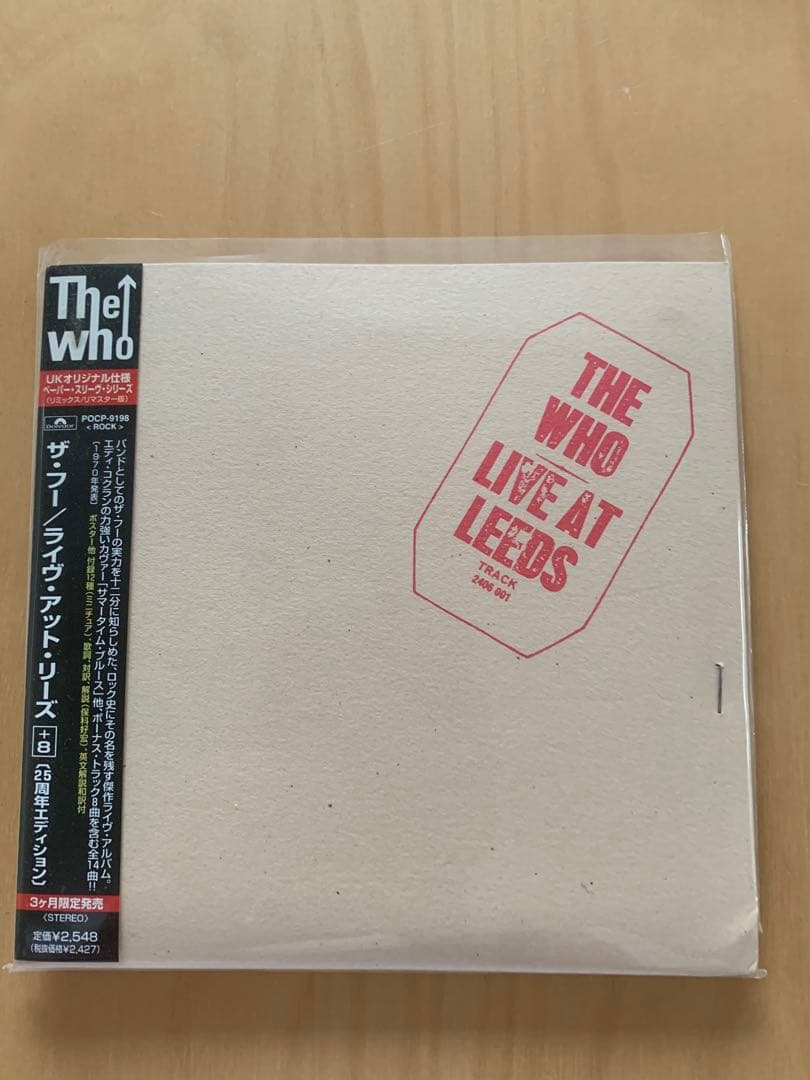 The
who
UKオリジナル仕様
ペーパー・スリーヴ・シリーズ
(リミックス/リマスター版)
polydor
POCP-9198
<ROCK>
バンドとしてのザ・フーの実力を十二分に知らしめた、ロック史にその名を残す傑作ライヴ・アルバム。
エディ・コクランの力強いカヴァー「サマータイム・ブルース」他、ボーナス・トラック8曲を含む全14曲!!
(1970年発表)
ポスター他 付録12種(ミニチュア)、歌詞、対訳、解説(保科好宏)、英文解説和訳付
ザ・フー/ライヴ・アット・リーズ +8 (25周年エディション)
3ヶ月限定発売
<STEREO>
定価¥2,548
(税抜価格¥2,427)
THE
WHO
LIVE AT
LEEDS
TRACK
2406 001